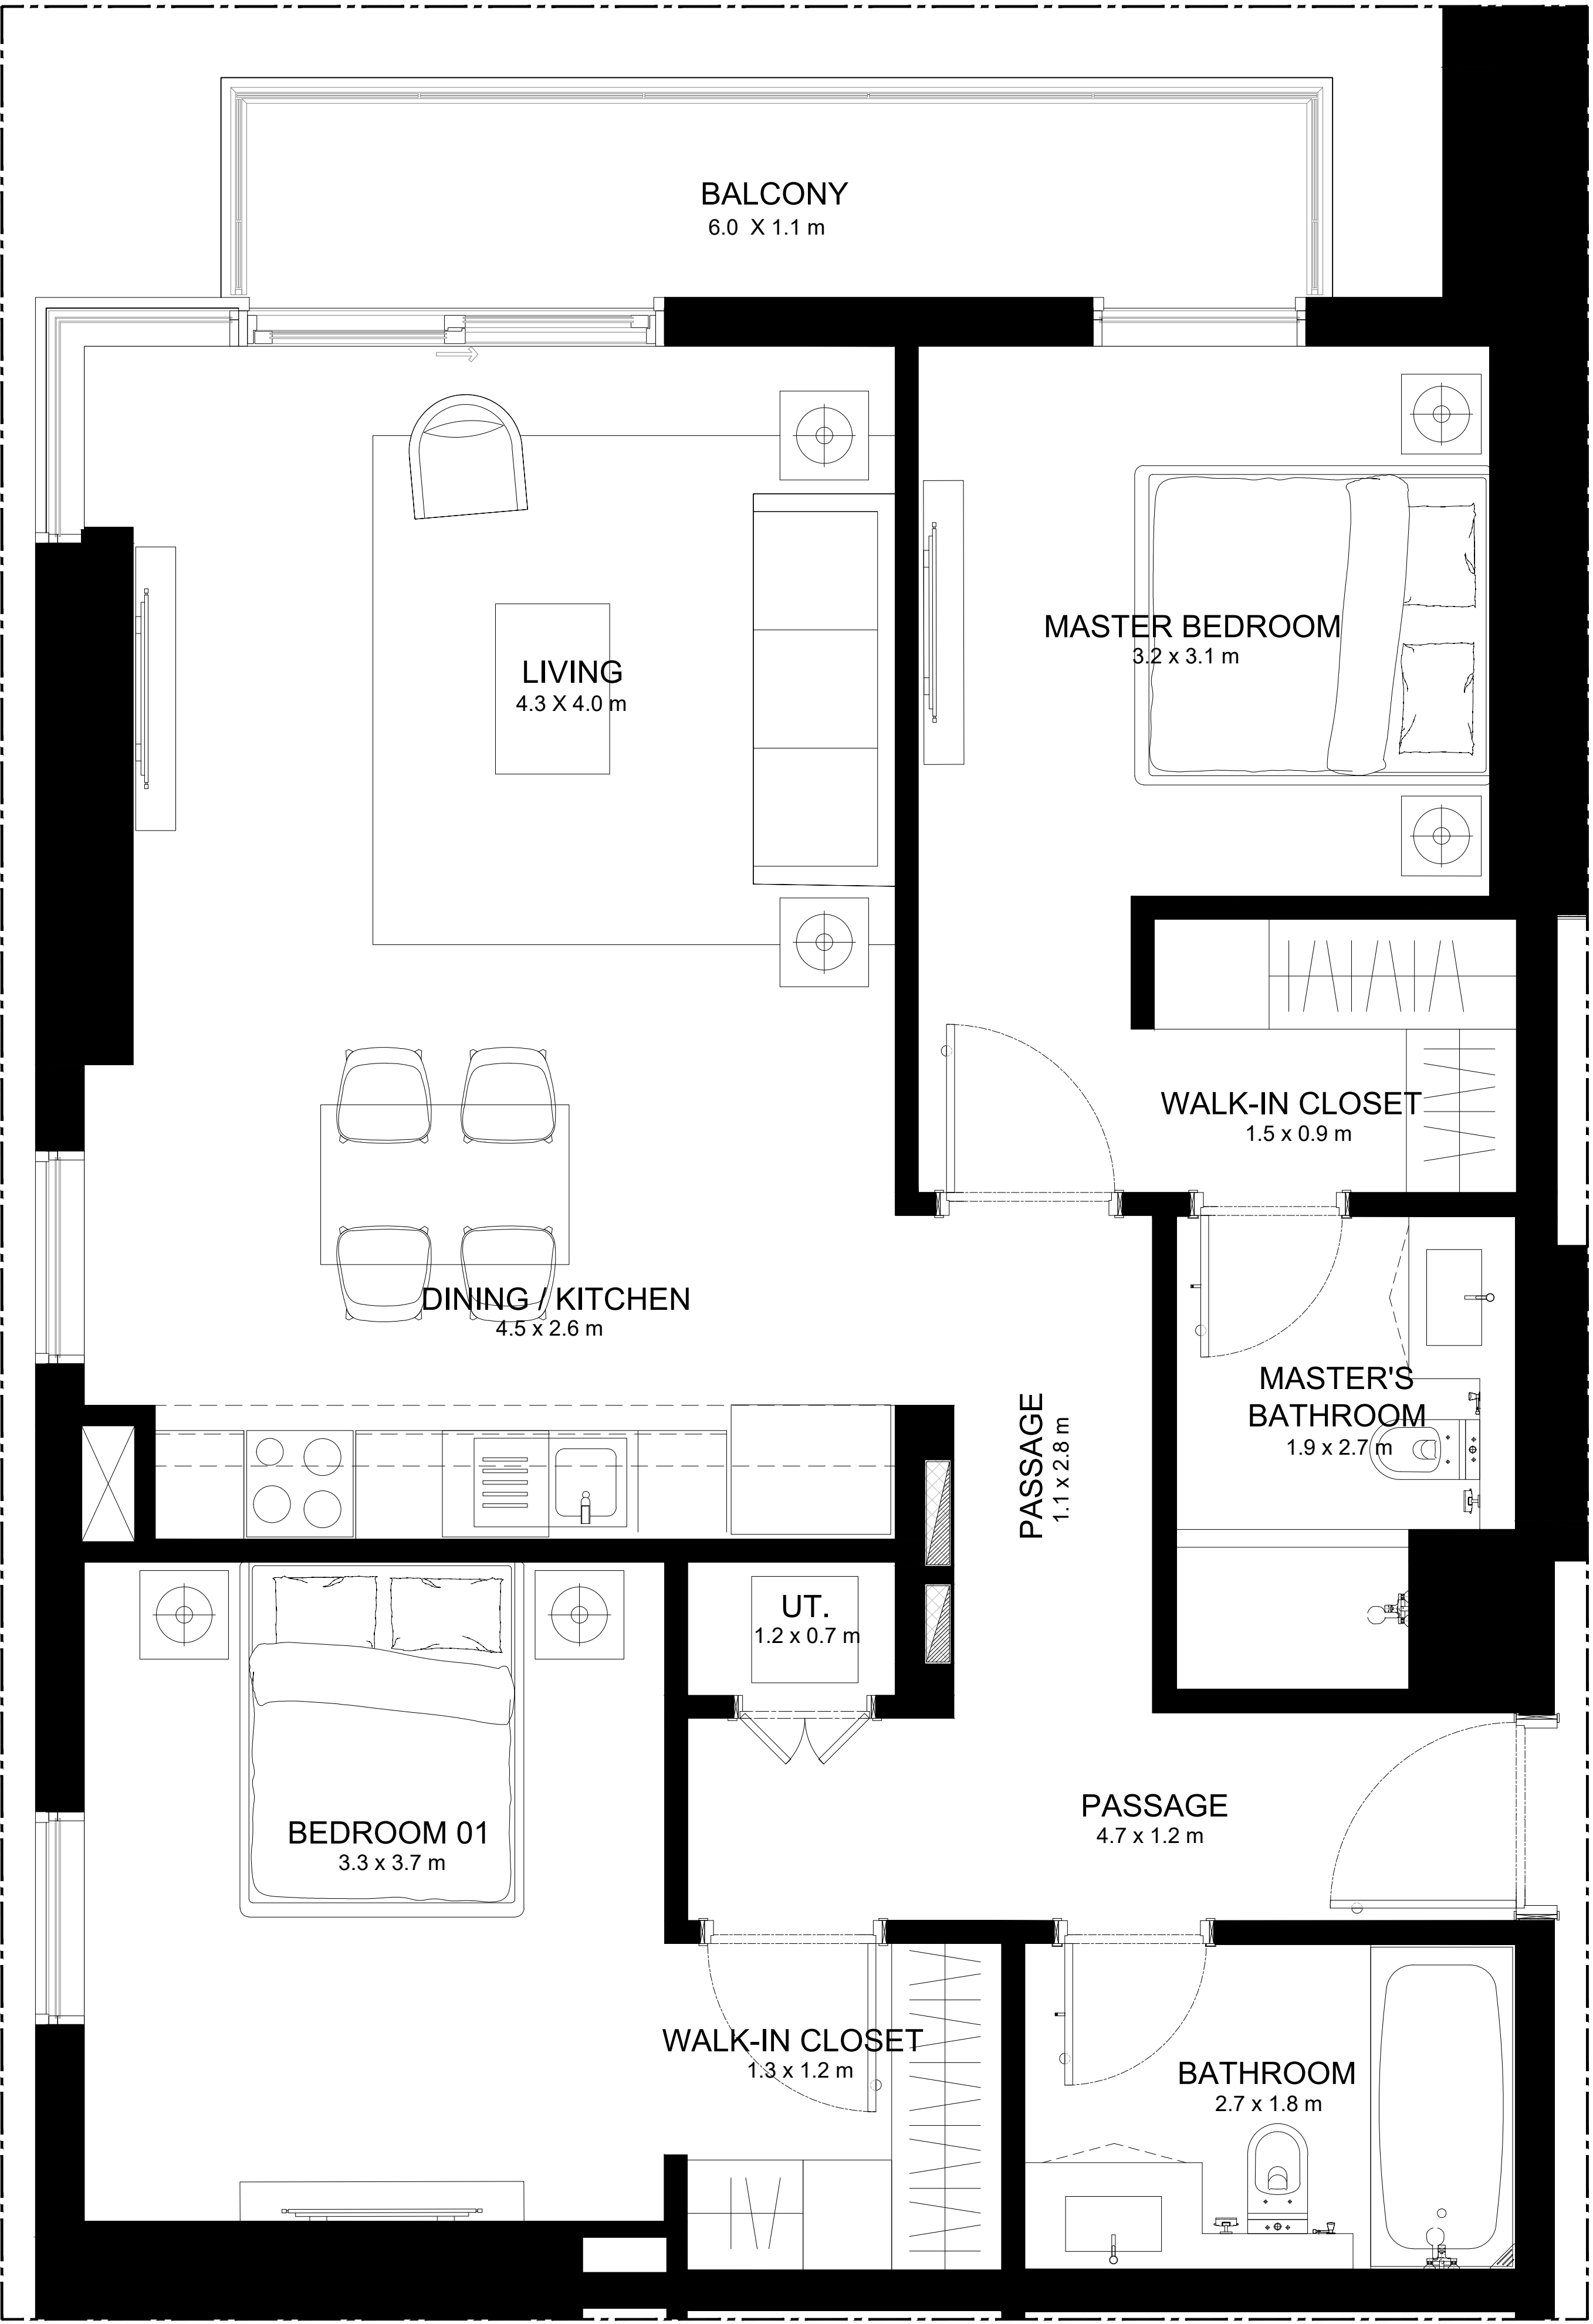 BALCONY
6.0 X 1.1 m
MASTER BEDROOM
3.2 x 3.1 m
LIVING
4.3 X 4.0 m
WALK-IN CLOSET
1.5 x 0.9 m
DINING / KITCHEN
4.5 x 2.6 m
MASTER'S
BATHROOM
1.9 x 2.7 m
PASSAGE
1.1 x 2.8 m
UT.
1.2 x 0.7 m
PASSAGE
4.7 x 1.2 m
BEDROOM 01
3.3 x 3.7 m
WALK-IN CLOSET
1.3 x 1.2 m
BATHROOM
2.7 x 1.8 m